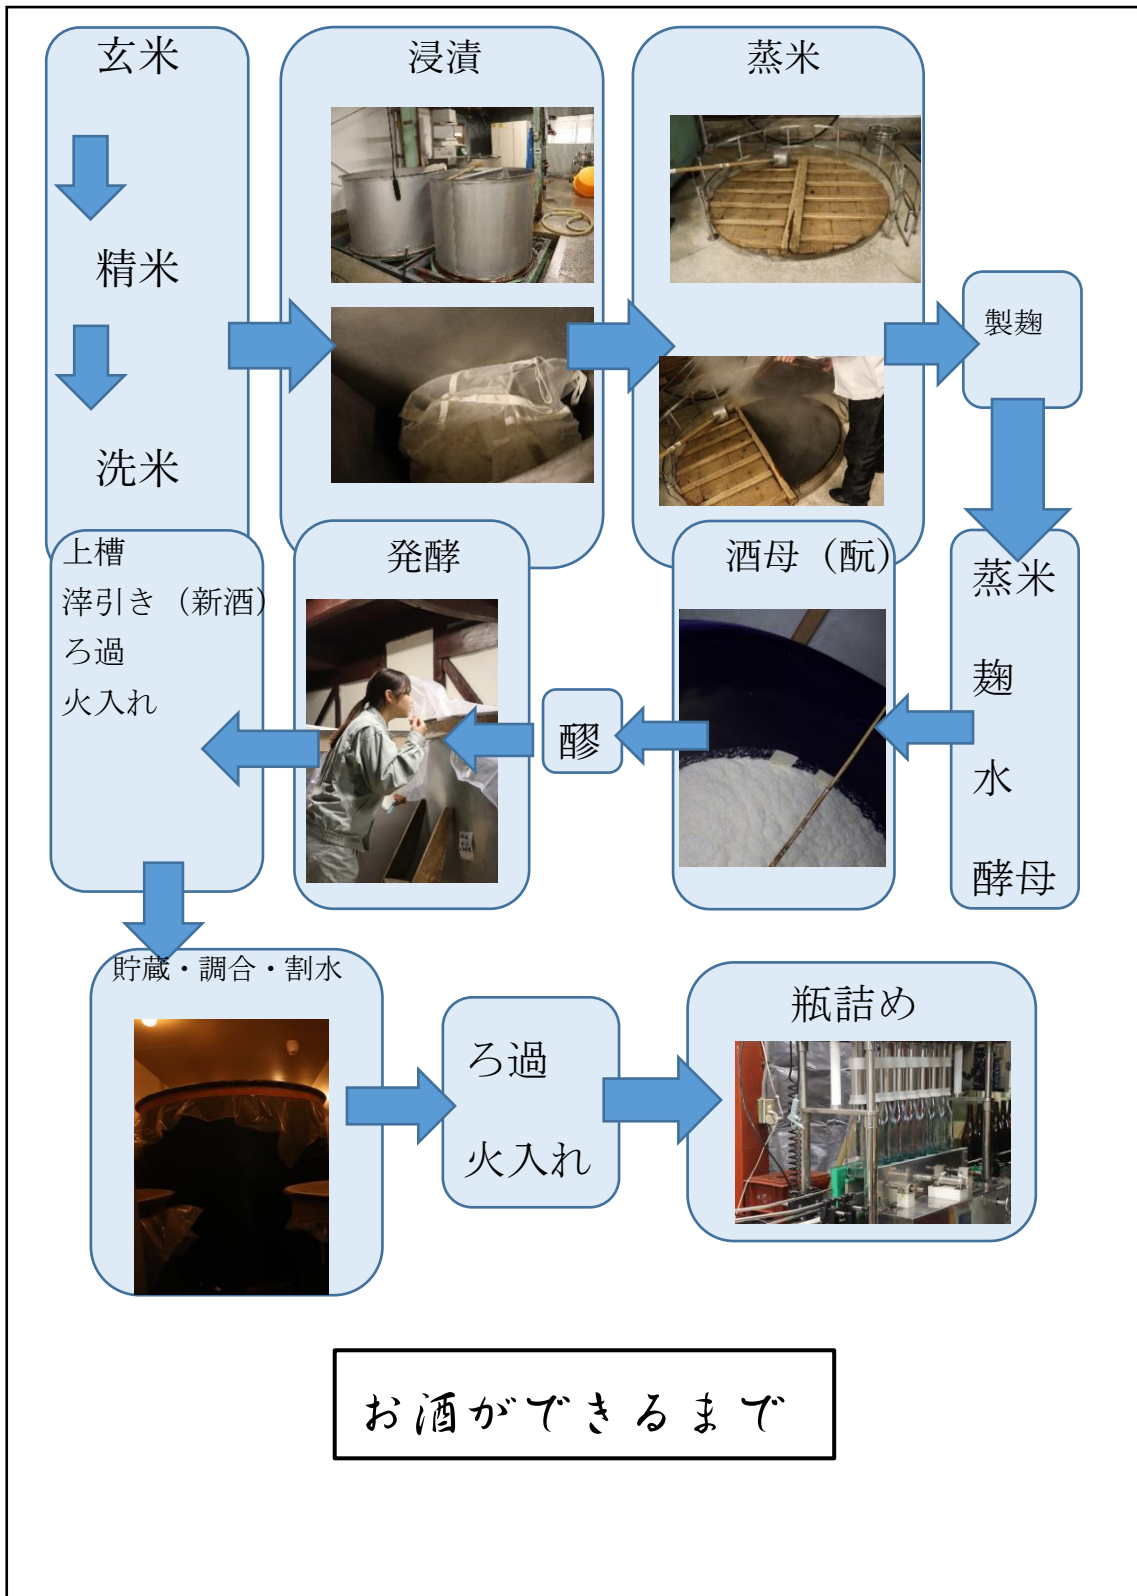 玄米
精米
洗米
浸漬
蒸米
製麹
蒸米
麹
水
酵母
酒母（酛）
醪
発酵
上槽
滓引き（新酒）
ろ過
火入れ
貯蔵・調合・割水
ろ過
火入れ
瓶詰め
お酒ができるまで